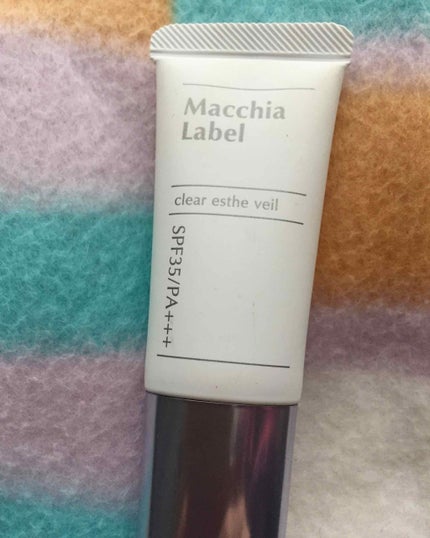 Macchia
Label
clear esthe veil
SPF35/PA+++